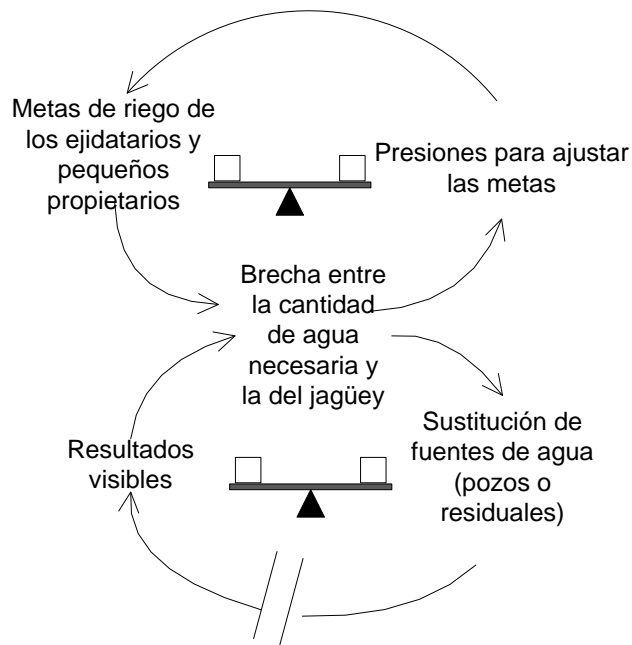 Metas de riego de
los ejidatarios y
pequeños
propietarios
Presiones para ajustar
las metas
Brecha entre
la cantidad
de agua
necesaria y
la del jagüey
Resultados
visibles
Sustitución de
fuentes de agua
(pozos o
residuales)